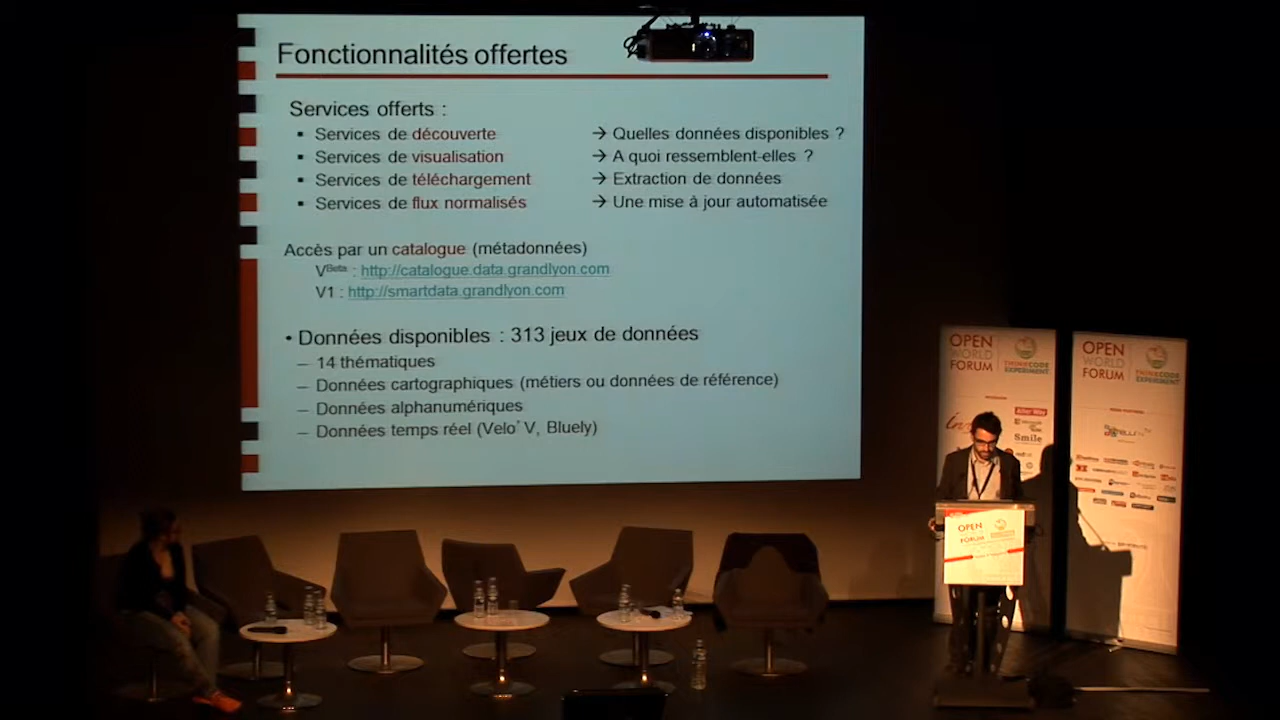 Fonctionnalités offertes
Services offerts :
▪ Services de découverte → Quelles données disponibles ?
▪ Services de visualisation → A quoi ressemblent-elles ?
▪ Services de téléchargement → Extraction de données
▪ Services de flux normalisés → Une mise à jour automatisée
Accès par un catalogue (métadonnées)
VBeta : http://catalogue.data.grandlyon.com
V1 : http://smartdata.grandlyon.com
• Données disponibles : 313 jeux de données
– 14 thématiques
– Données cartographiques (métiers ou données de référence)
– Données alphanumériques
– Données temps réel (Velo'V, Bluely)
OPEN
WORLD
FORUM
THINK CODE
EXPERIMENT
Smile
OPEN
WORLD
FORUM
THINK CODE
EXPERIMENT
OPEN
FORUM